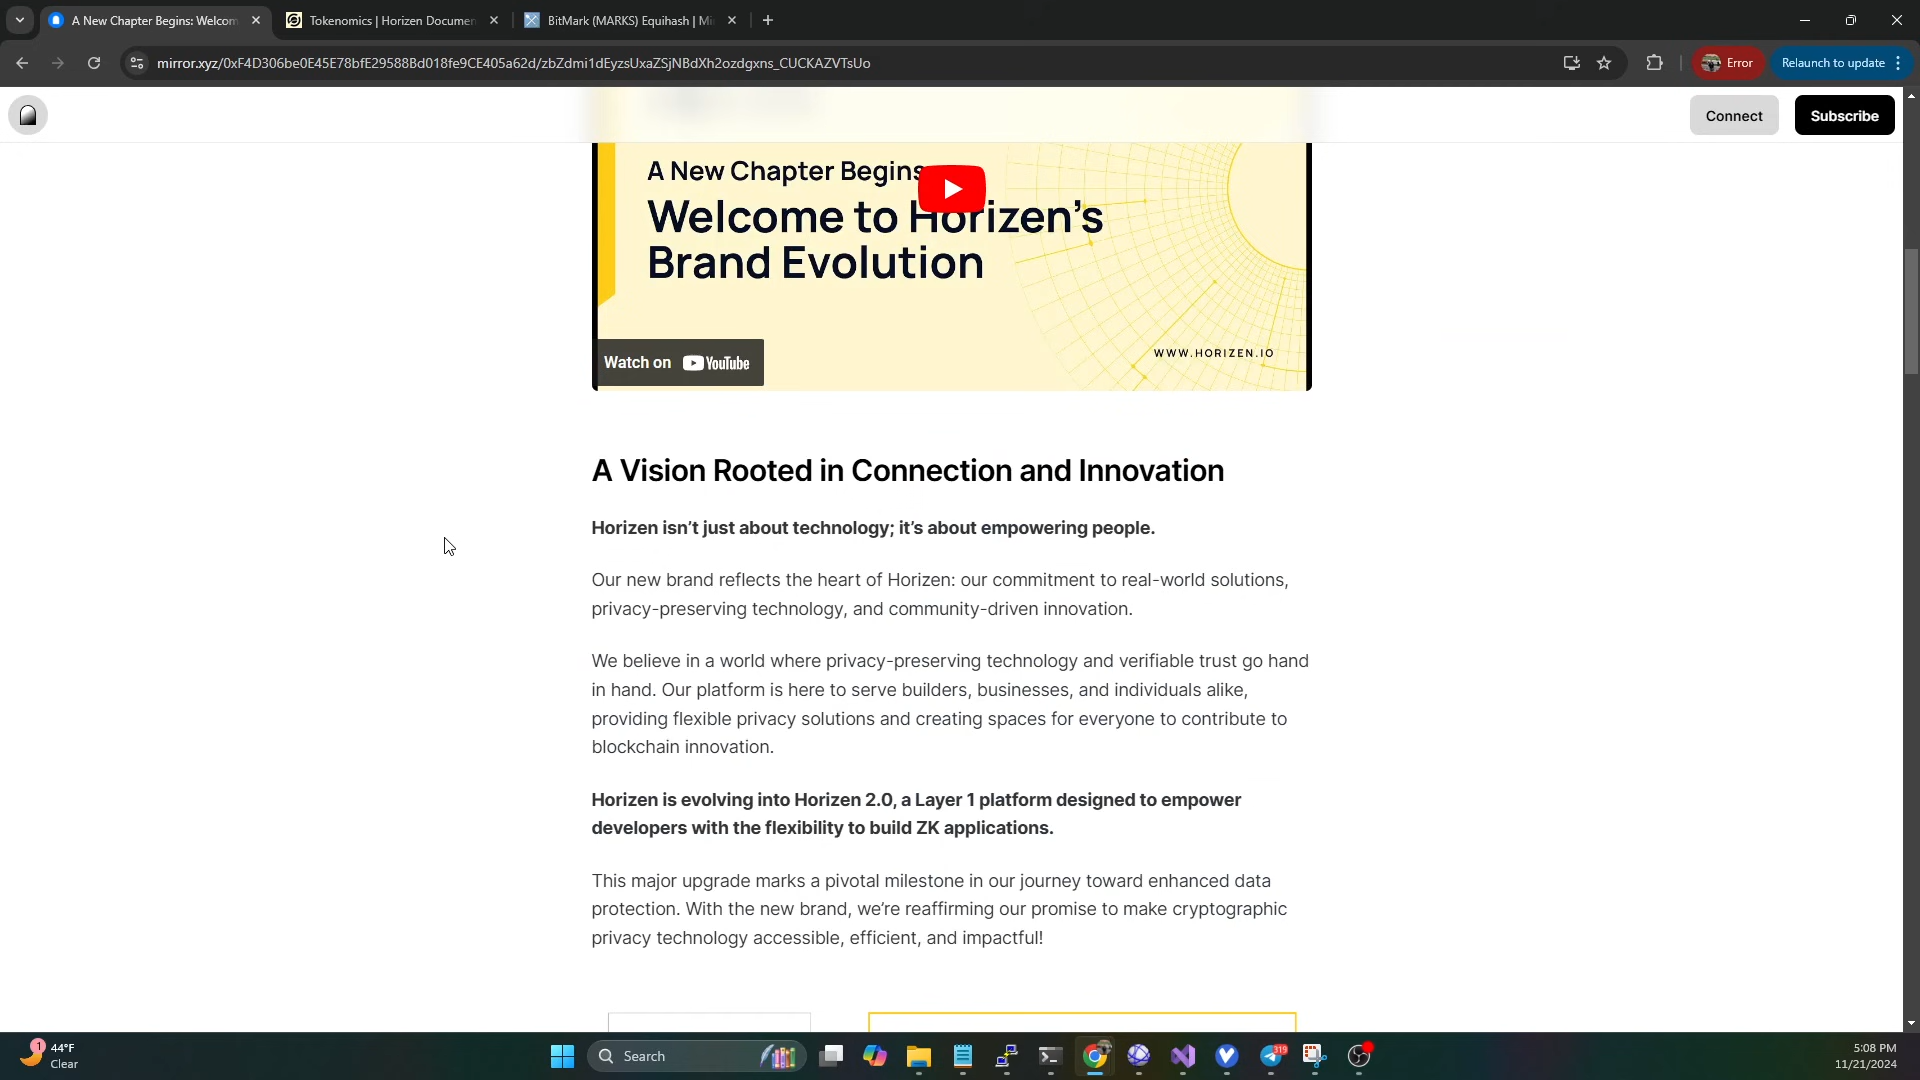 A New Chapter Begins: Welcom
Tokenomics | Horizen Documen
BitMark (MARKS) Equihash | Mi
mirror.xyz/0xF4D306be0E45E78bfE29588Bd018fe9CE405a62d/zbZdmi1dEyzsUxaZSjNBdXh2ozdgxns_CUCKAZVTsUo
Error
Relaunch to update
Connect
Subscribe
A New Chapter Begins
Welcome to Horizen's
Brand Evolution
Watch on YouTube
WWW.HORIZEN.IO
A Vision Rooted in Connection and Innovation
Horizen isn’t just about technology; it’s about empowering people.
Our new brand reflects the heart of Horizen: our commitment to real-world solutions,
privacy-preserving technology, and community-driven innovation.
We believe in a world where privacy-preserving technology and verifiable trust go hand
in hand. Our platform is here to serve builders, businesses, and individuals alike,
providing flexible privacy solutions and creating spaces for everyone to contribute to
blockchain innovation.
Horizen is evolving into Horizen 2.0, a Layer 1 platform designed to empower
developers with the flexibility to build ZK applications.
This major upgrade marks a pivotal milestone in our journey toward enhanced data
protection. With the new brand, we’re reaffirming our promise to make cryptographic
privacy technology accessible, efficient, and impactful!
1
44°F
Clear
Search
319
5:08 PM
11/21/2024